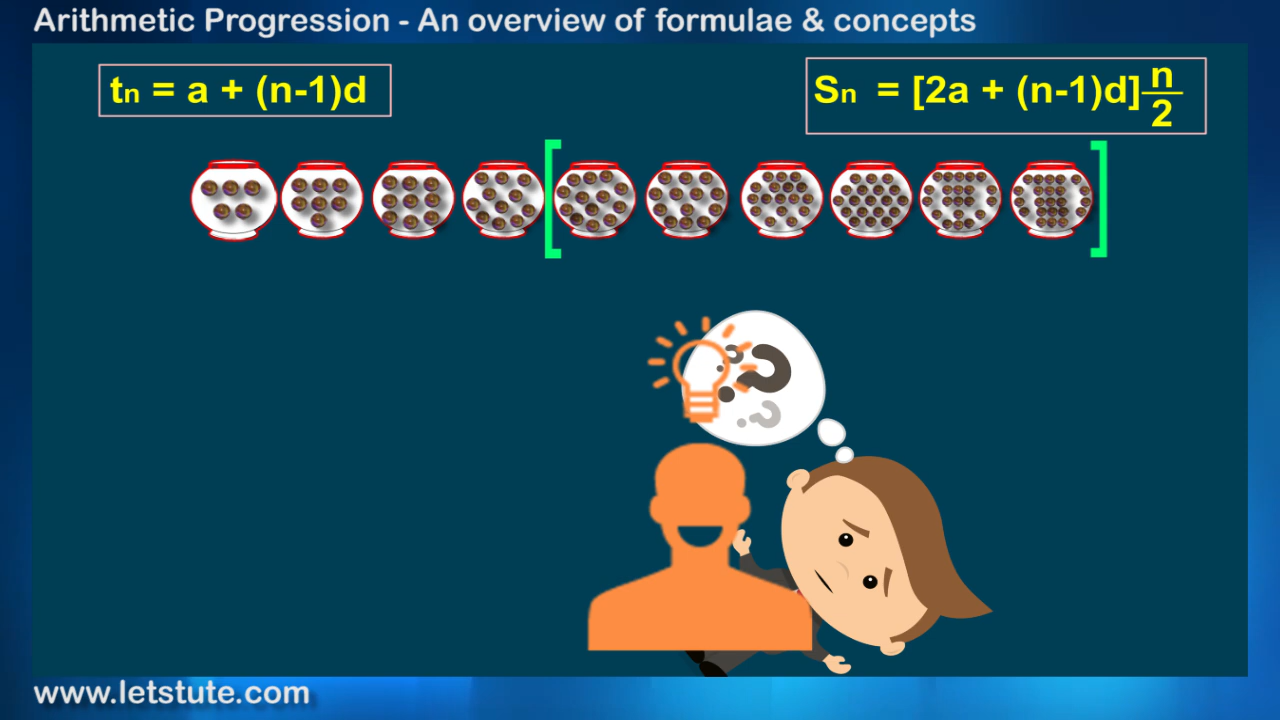 Arithmetic Progression - An overview of formulae & concepts
tn = a + (n-1)d
Sn = [2a + (n-1)d] n/2
[ ]
? ? ?
www.letstute.com